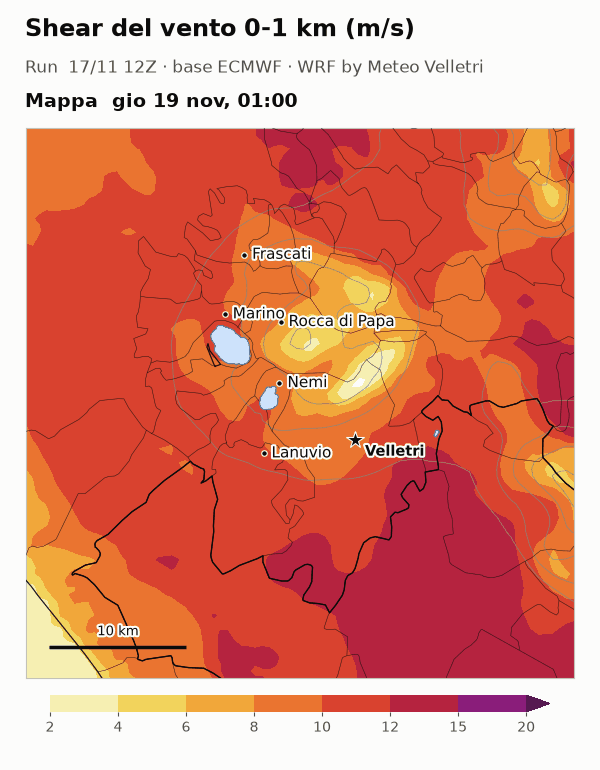 Shear del vento 0-1 km (m/s)
Run  17/11 12Z · base ECMWF · WRF by Meteo Velletri
Mappa  gio 19 nov, 01:00
Frascati
Marino
Rocca di Papa
Nemi
Velletri
Lanuvio
10 km
2 4 6 8 10 12 15 20